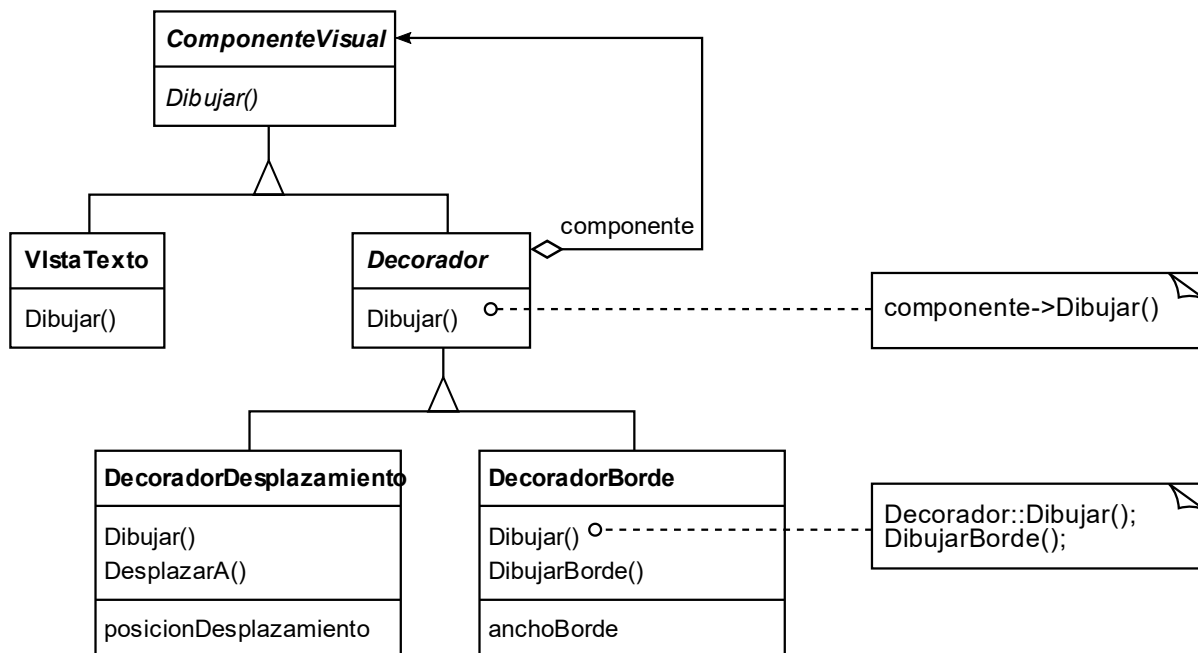 ComponenteVisual
Dibujar()
componente
VIstaTexto
Dibujar()
Decorador
Dibujar()
componente->Dibujar()
DecoradorDesplazamiento
Dibujar()
DesplazarA()
posicionDesplazamiento
DecoradorBorde
Dibujar()
DibujarBorde()
anchoBorde
Decorador::Dibujar();
DibujarBorde();